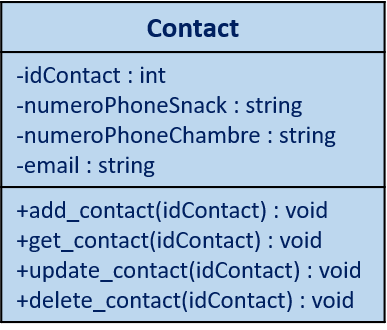 Contact
-idContact : int
-numeroPhoneSnack : string
-numeroPhoneChambre : string
-email : string
+add_contact(idContact) : void
+get_contact(idContact) : void
+update_contact(idContact) : void
+delete_contact(idContact) : void